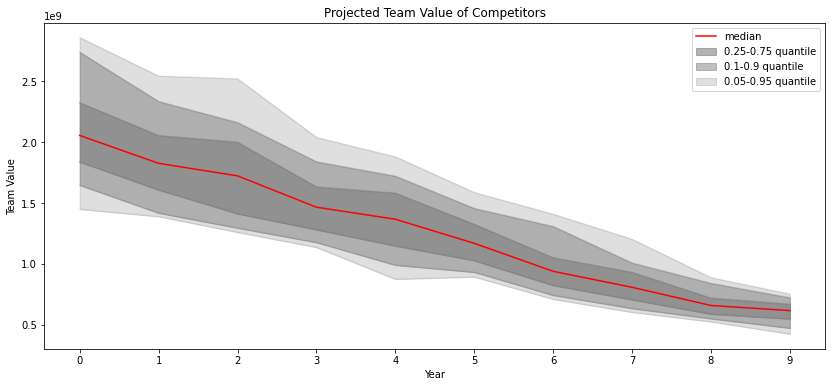 Projected Team Value of Competitors
1e9
median
0.25-0.75 quantile
0.1-0.9 quantile
0.05-0.95 quantile
2.5
2.0
1.5
1.0
0.5
Team Value
0 1 2 3 4 5 6 7 8 9
Year